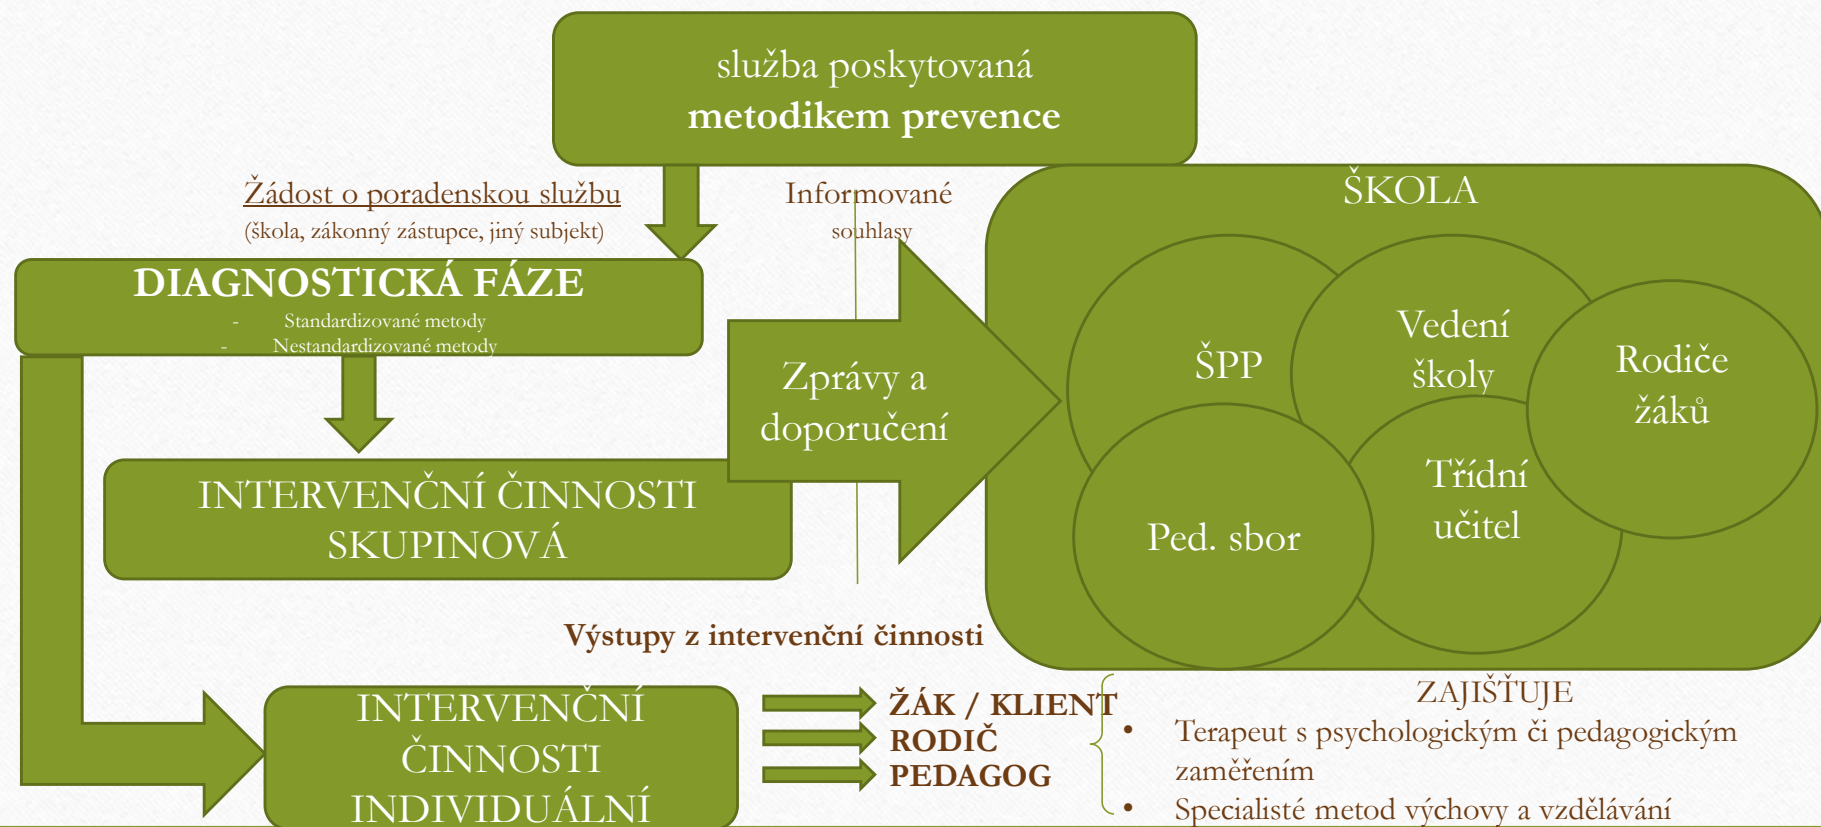 služba poskytovaná
metodikem prevence
Žádost o poradenskou službu
(škola, zákonný zástupce, jiný subjekt)
Informované
souhlasy
DIAGNOSTICKÁ FÁZE
- Standardizované metody
- Nestandardizované metody
INTERVENČNÍ ČINNOSTI
SKUPINOVÁ
Zprávy a
doporučení
ŠKOLA
ŠPP
Vedení
školy
Rodiče
žáků
Ped. sbor
Třídní
učitel
Výstupy z intervenční činnosti
INTERVENČNÍ
ČINNOSTI
INDIVIDUÁLNÍ
ŽÁK / KLIENT
RODIČ
PEDAGOG
ZAJIŠŤUJE
• Terapeut s psychologickým či pedagogickým
zaměřením
• Specialisté metod výchovy a vzdělávání